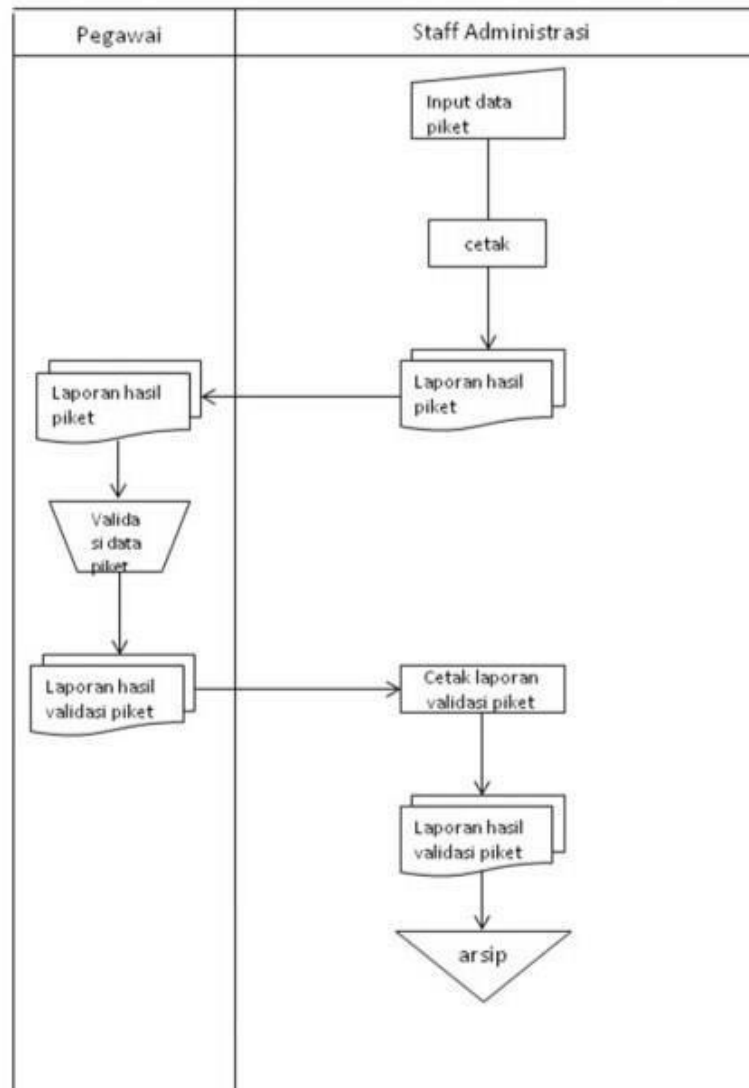 Pegawai
Staff Administrasi
Input data
piket
cetak
Laporan hasil
piket
Laporan hasil
piket
Valida
si data
piket
Laporan hasil
validasi piket
Cetak laporan
validasi piket
Laporan hasil
validasi piket
arsip